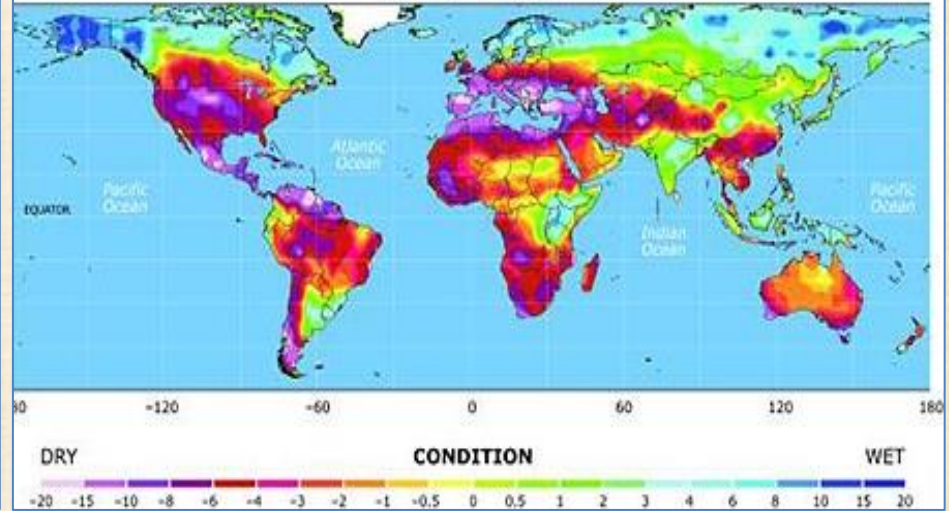 Atlantic
Ocean
Pacific
Ocean
Pacific
Ocean
EQUATOR
Indian
Ocean
80 -120 -60 0 60 120 180
DRY CONDITION WET
-20 -15 -10 -8 -6 -4 -3 -2 -1 -0.5 0 0.5 1 2 3 4 6 8 10 15 20